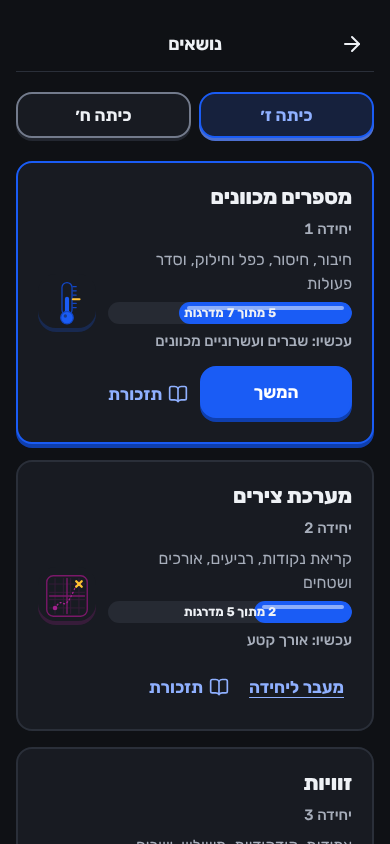 נושאים
כיתה ז׳
כיתה ח׳
מספרים מכוונים
יחידה 1
חיבור, חיסור, כפל וחילוק, וסדר
פעולות
5 מתוך 7 מדרגות
עכשיו: שברים ועשרוניים מכוונים
המשך
תזכורת
מערכת צירים
יחידה 2
קריאת נקודות, רביעים, אורכים
ושטחים
2 מתוך 5 מדרגות
עכשיו: אורך קטע
מעבר ליחידה
תזכורת
זוויות
יחידה 3